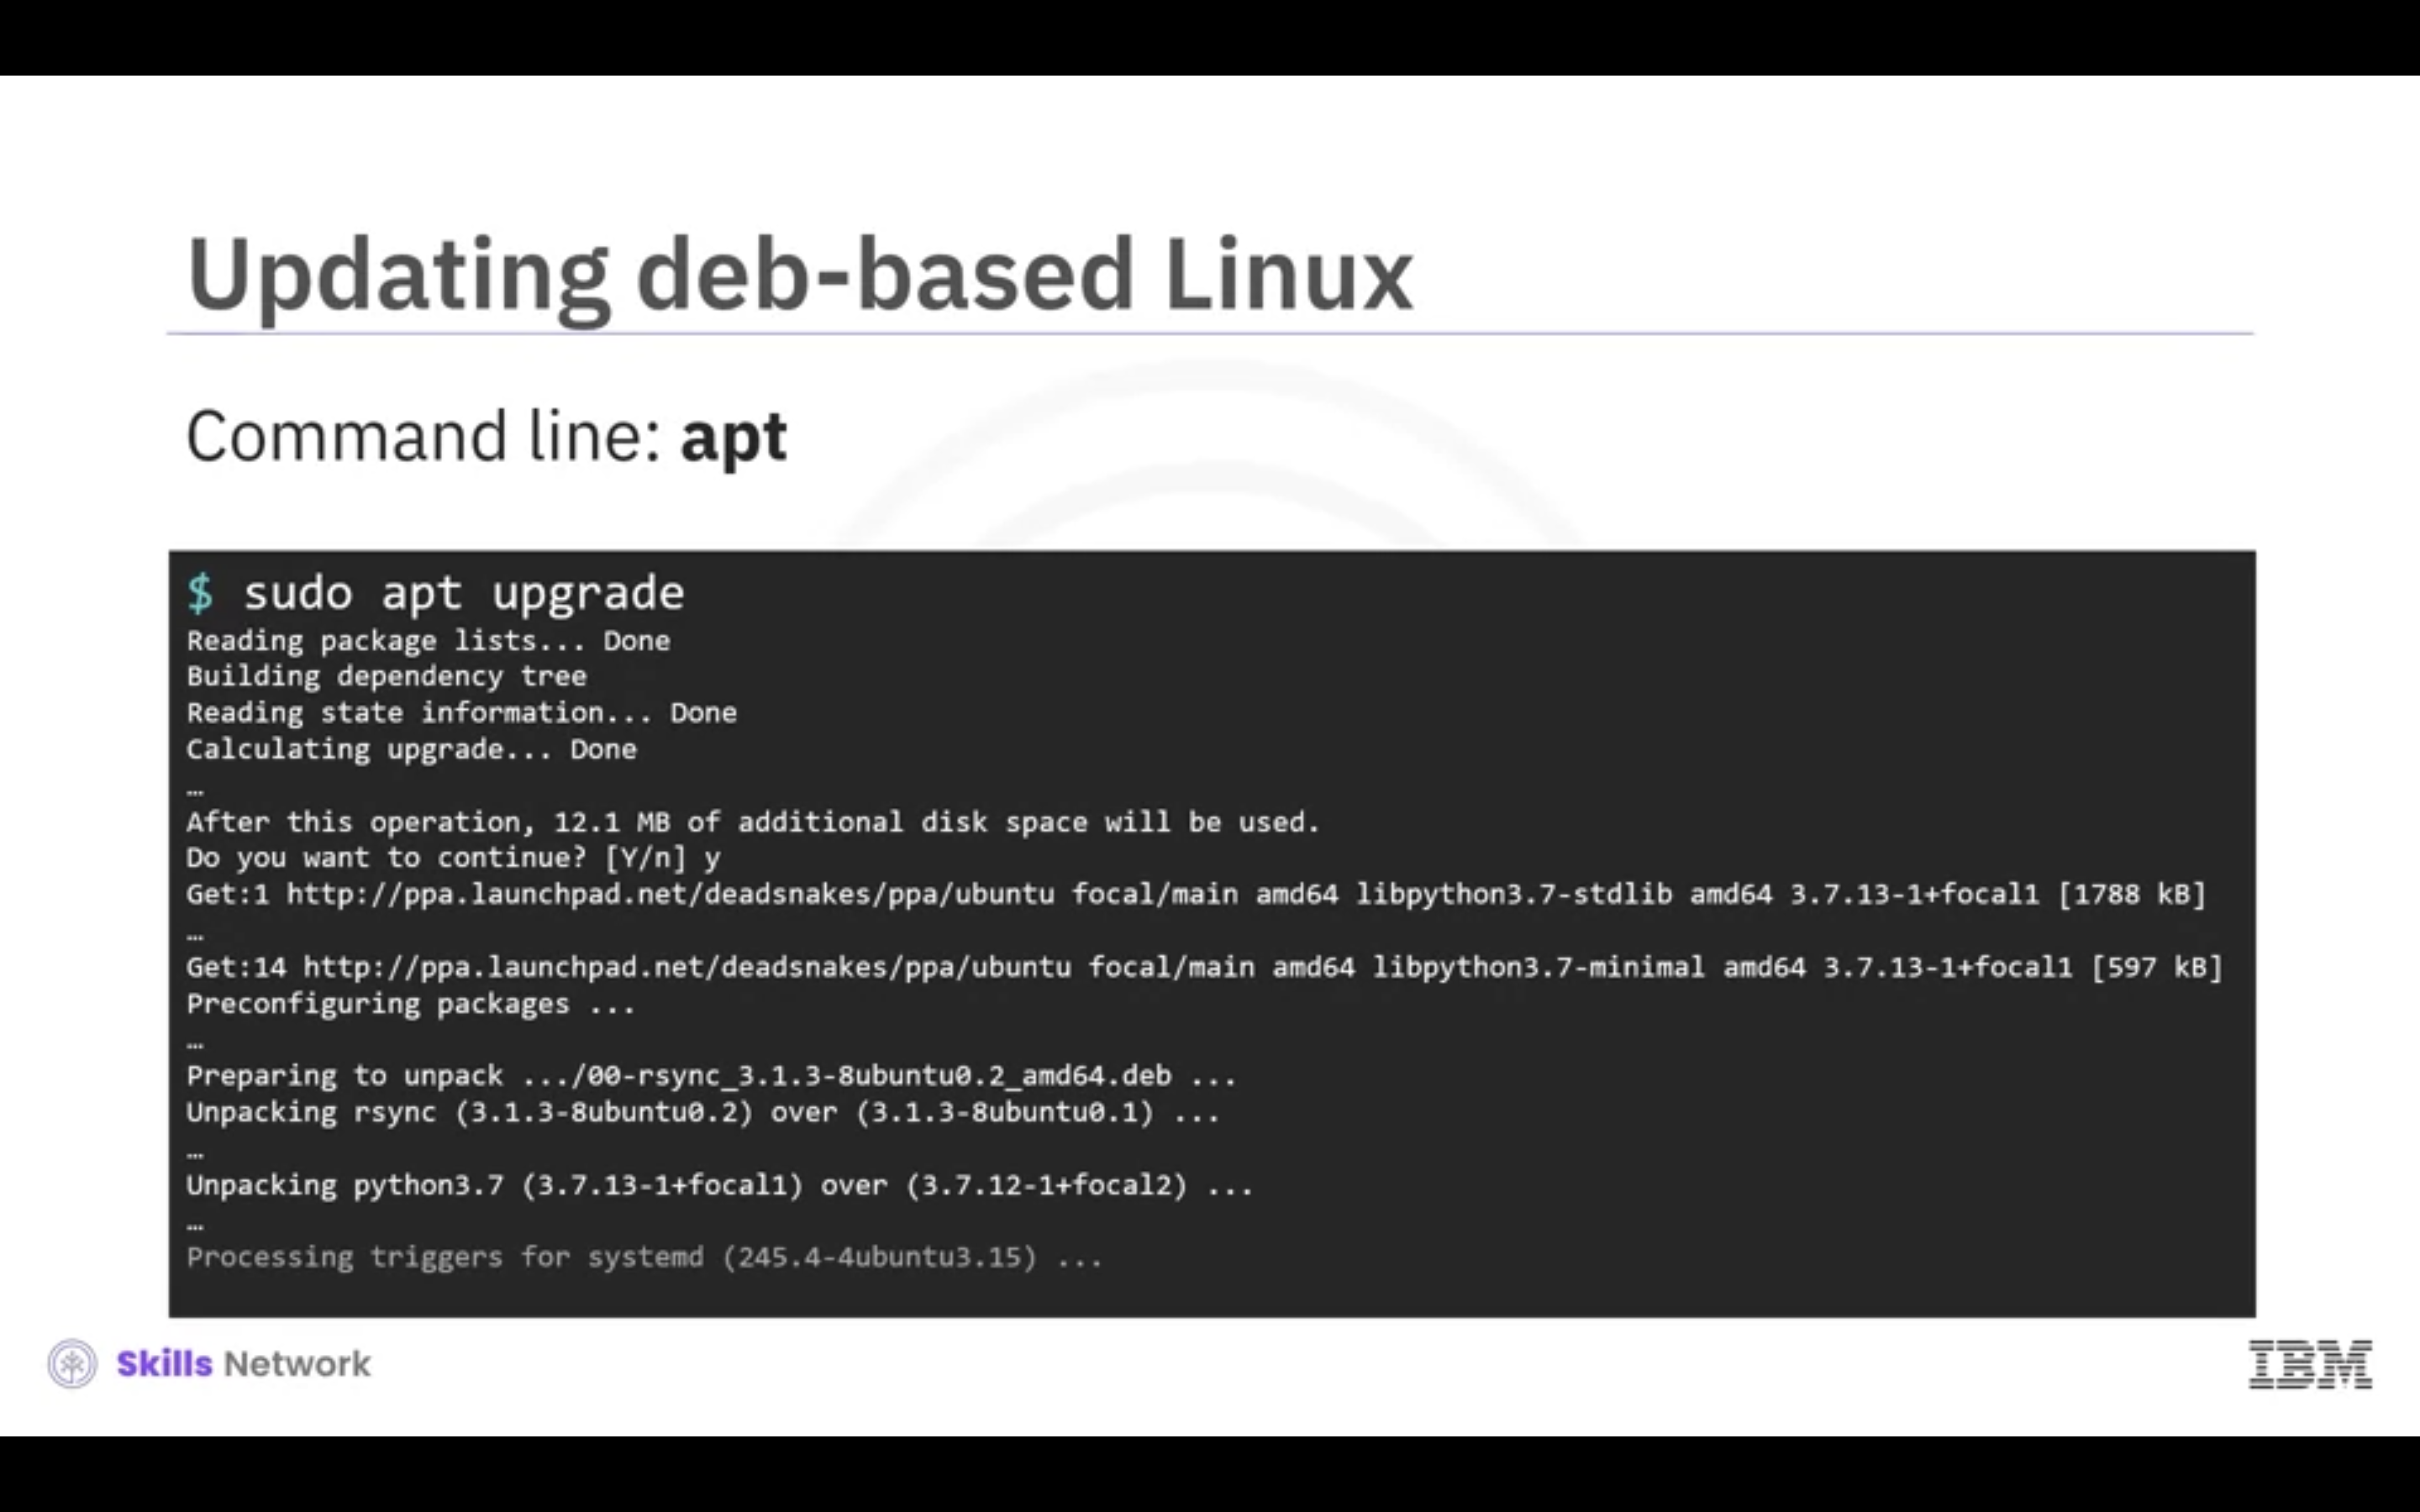 Updating deb-based Linux
Command line: apt
$ sudo apt upgrade
Reading package lists... Done
Building dependency tree
Reading state information... Done
Calculating upgrade... Done
…
After this operation, 12.1 MB of additional disk space will be used.
Do you want to continue? [Y/n] y
Get:1 http://ppa.launchpad.net/deadsnakes/ppa/ubuntu focal/main amd64 libpython3.7-stdlib amd64 3.7.13-1+focal1 [1788 kB]
…
Get:14 http://ppa.launchpad.net/deadsnakes/ppa/ubuntu focal/main amd64 libpython3.7-minimal amd64 3.7.13-1+focal1 [597 kB]
Preconfiguring packages ...
…
Preparing to unpack .../00-rsync_3.1.3-8ubuntu0.2_amd64.deb ...
Unpacking rsync (3.1.3-8ubuntu0.2) over (3.1.3-8ubuntu0.1) ...
…
Unpacking python3.7 (3.7.13-1+focal1) over (3.7.12-1+focal2) ...
…
Processing triggers for systemd (245.4-4ubuntu3.15) ...
Skills Network
IBM